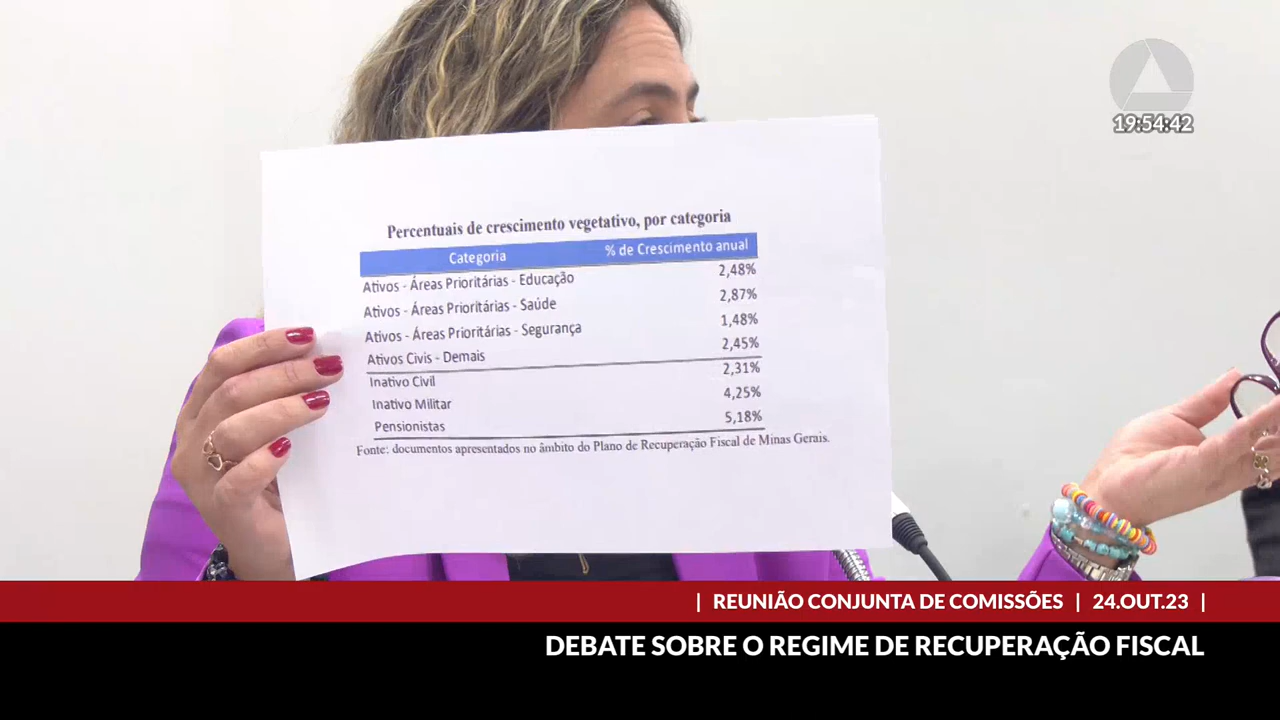 19:54:42
Percentuais de crescimento vegetativo, por categoria
Categoria % de Crescimento anual
Ativos - Áreas Prioritárias - Educação 2,48%
Ativos - Áreas Prioritárias - Saúde 2,87%
Ativos - Áreas Prioritárias - Segurança 1,48%
Ativos Civis - Demais 2,45%
Inativo Civil 2,31%
Inativo Militar 4,25%
Pensionistas 5,18%
Fonte: documentos apresentados no âmbito do Plano de Recuperação Fiscal de Minas Gerais.
| REUNIÃO CONJUNTA DE COMISSÕES | 24.OUT.23 |
DEBATE SOBRE O REGIME DE RECUPERAÇÃO FISCAL